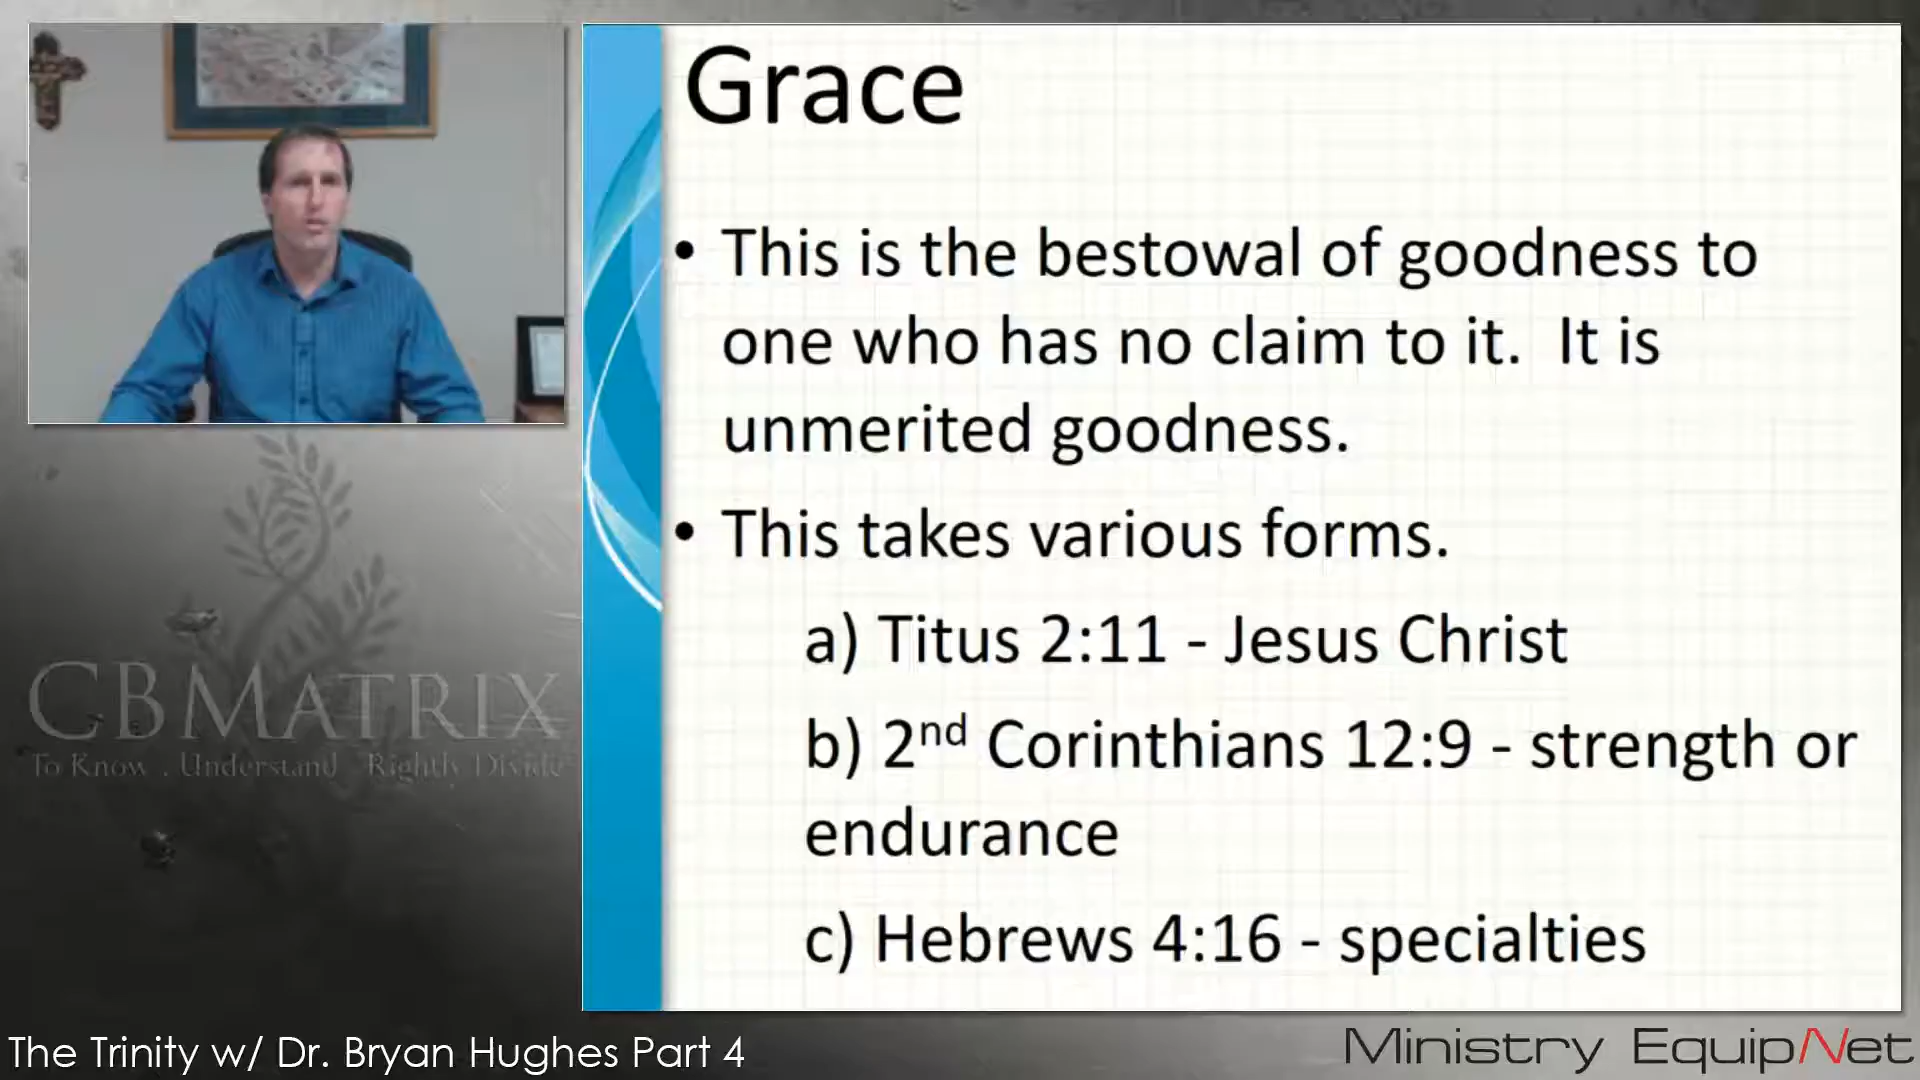 Grace
• This is the bestowal of goodness to
one who has no claim to it.  It is
unmerited goodness.
• This takes various forms.
a) Titus 2:11 - Jesus Christ
b) 2nd Corinthians 12:9 - strength or
endurance
c) Hebrews 4:16 - specialties
CBMATRIX
To Know . Understand . Rightly Divide
The Trinity w/ Dr. Bryan Hughes Part 4
Ministry EquipNet